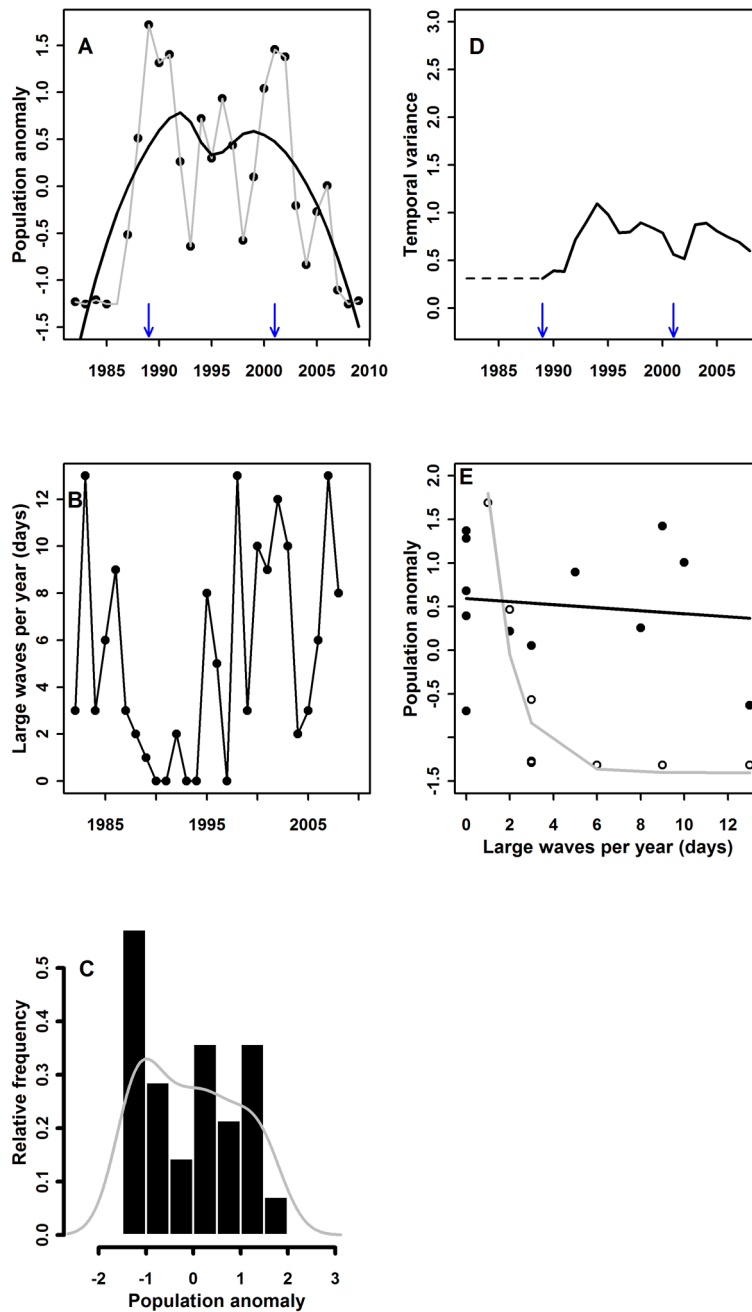 A
Population anomaly
1.5
1.0
0.5
0.0
-0.5
-1.0
-1.5
1985 1990 1995 2000 2005 2010
D
Temporal variance
3.0
2.5
2.0
1.5
1.0
0.5
0.0
1985 1995 2005
B
Large waves per year (days)
12
10
8
6
4
2
0
1985 1995 2005
E
Population anomaly
2.0
1.5
1.0
0.5
0.0
-0.5
-1.5
0 2 4 6 8 10 12
Large waves per year (days)
C
Relative frequency
0.5
0.4
0.3
0.2
0.1
0.0
-2 -1 0 1 2 3
Population anomaly